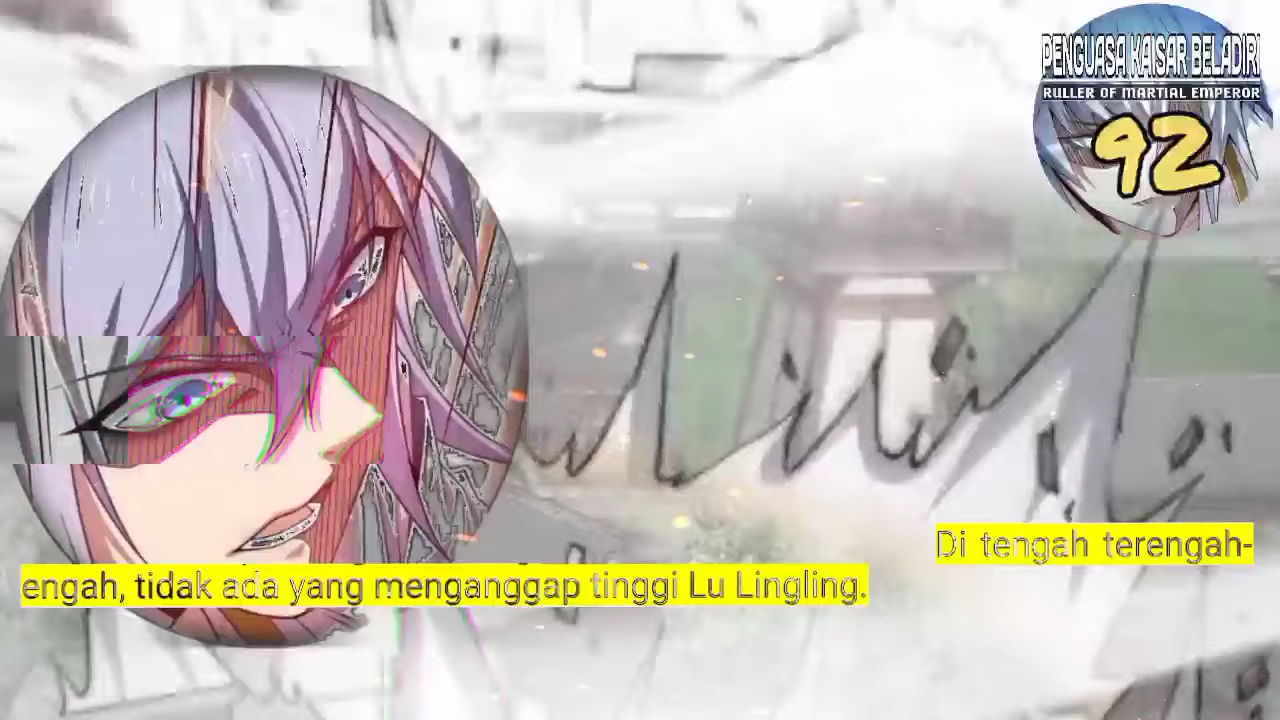 PENGUASA KAISAR BELADIRI
RULLER OF MARTIAL EMPEROR
92
Di tengah terengah-
engah, tidak ada yang menganggap tinggi Lu Lingling.